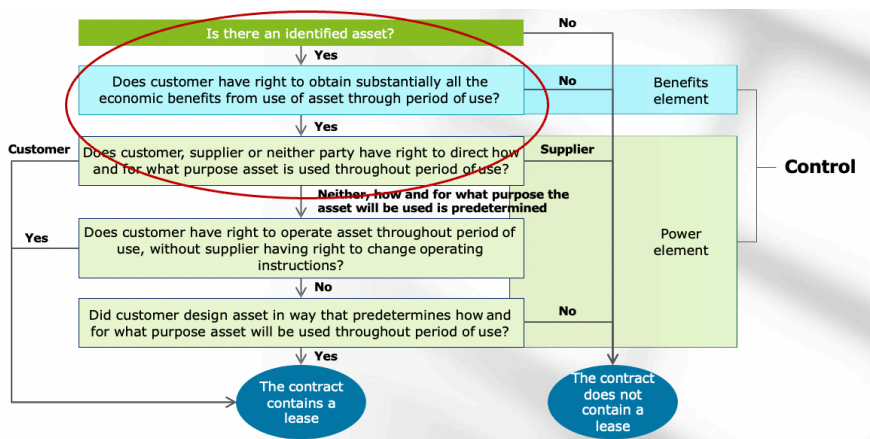 Is there an identified asset?
No
Yes
Does customer have right to obtain substantially all the
economic benefits from use of asset through period of use?
No
Benefits
element
Yes
Customer
Does customer, supplier or neither party have right to direct how
and for what purpose asset is used throughout period of use?
Supplier
Control
Neither, how and for what purpose the
asset will be used is predetermined
Does customer have right to operate asset throughout period of
use, without supplier having right to change operating
instructions?
Yes
Power
element
No
Did customer design asset in way that predetermines how and
for what purpose asset will be used throughout period of use?
No
Yes
The contract
contains a
lease
The contract
does not
contain a
lease